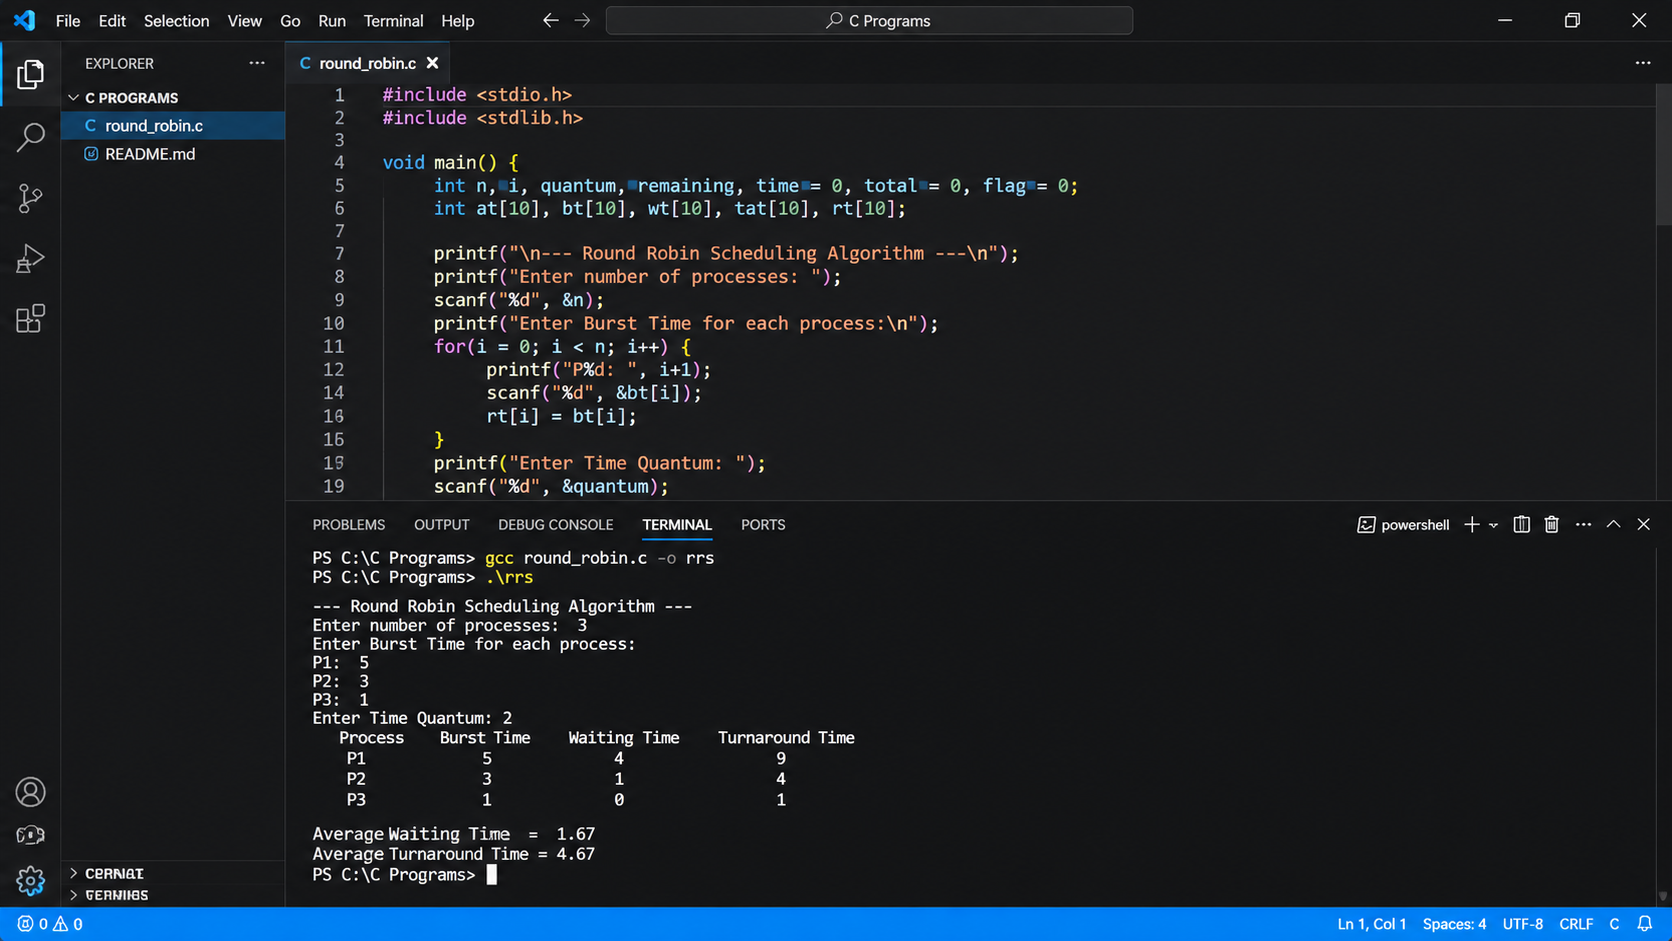 File Edit Selection View Go Run Terminal Help
C Programs
EXPLORER
C PROGRAMS
C round_robin.c
README.md
C round_robin.c
1 #include <stdio.h>
2 #include <stdlib.h>
3
4 void main() {
5 int n, i, quantum, remaining, time = 0, total = 0, flag = 0;
6 int at[10], bt[10], wt[10], tat[10], rt[10];
7
7 printf("\n--- Round Robin Scheduling Algorithm ---\n");
8 printf("Enter number of processes: ");
9 scanf("%d", &n);
10 printf("Enter Burst Time for each process:\n");
11 for(i = 0; i < n; i++) {
12 printf("P%d: ", i+1);
14 scanf("%d", &bt[i]);
16 rt[i] = bt[i];
15 }
15 printf("Enter Time Quantum: ");
19 scanf("%d", &quantum);
PROBLEMS OUTPUT DEBUG CONSOLE TERMINAL PORTS
powershell
PS C:\C Programs> gcc round_robin.c -o rrs
PS C:\C Programs> .\rrs
--- Round Robin Scheduling Algorithm ---
Enter number of processes: 3
Enter Burst Time for each process:
P1: 5
P2: 3
P3: 1
Enter Time Quantum: 2
Process Burst Time Waiting Time Turnaround Time
P1 5 4 9
P2 3 1 4
P3 1 0 1
Average Waiting Time = 1.67
Average Turnaround Time = 4.67
PS C:\C Programs>
0 0
Ln 1, Col 1 Spaces: 4 UTF-8 CRLF C